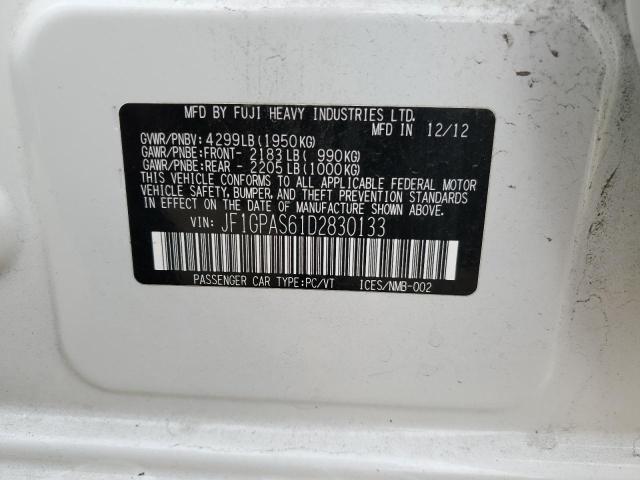 MFD BY FUJI HEAVY INDUSTRIES LTD.
MFD IN 12/12
GVWR/PNBV: 4299LB(1950KG)
GAWR/PNBE:FRONT- 2183LB( 990KG)
GAWR/PNBE:REAR - 2205LB(1000KG)
THIS VEHICLE CONFORMS TO ALL APPLICABLE FEDERAL MOTOR
VEHICLE SAFETY, BUMPER, AND THEFT PREVENTION STANDARDS
IN EFFECT ON THE DATE OF MANUFACTURE SHOWN ABOVE.
VIN: JF1GPAS61D2830133
PASSENGER CAR TYPE:PC/VT ICES/NMB-002